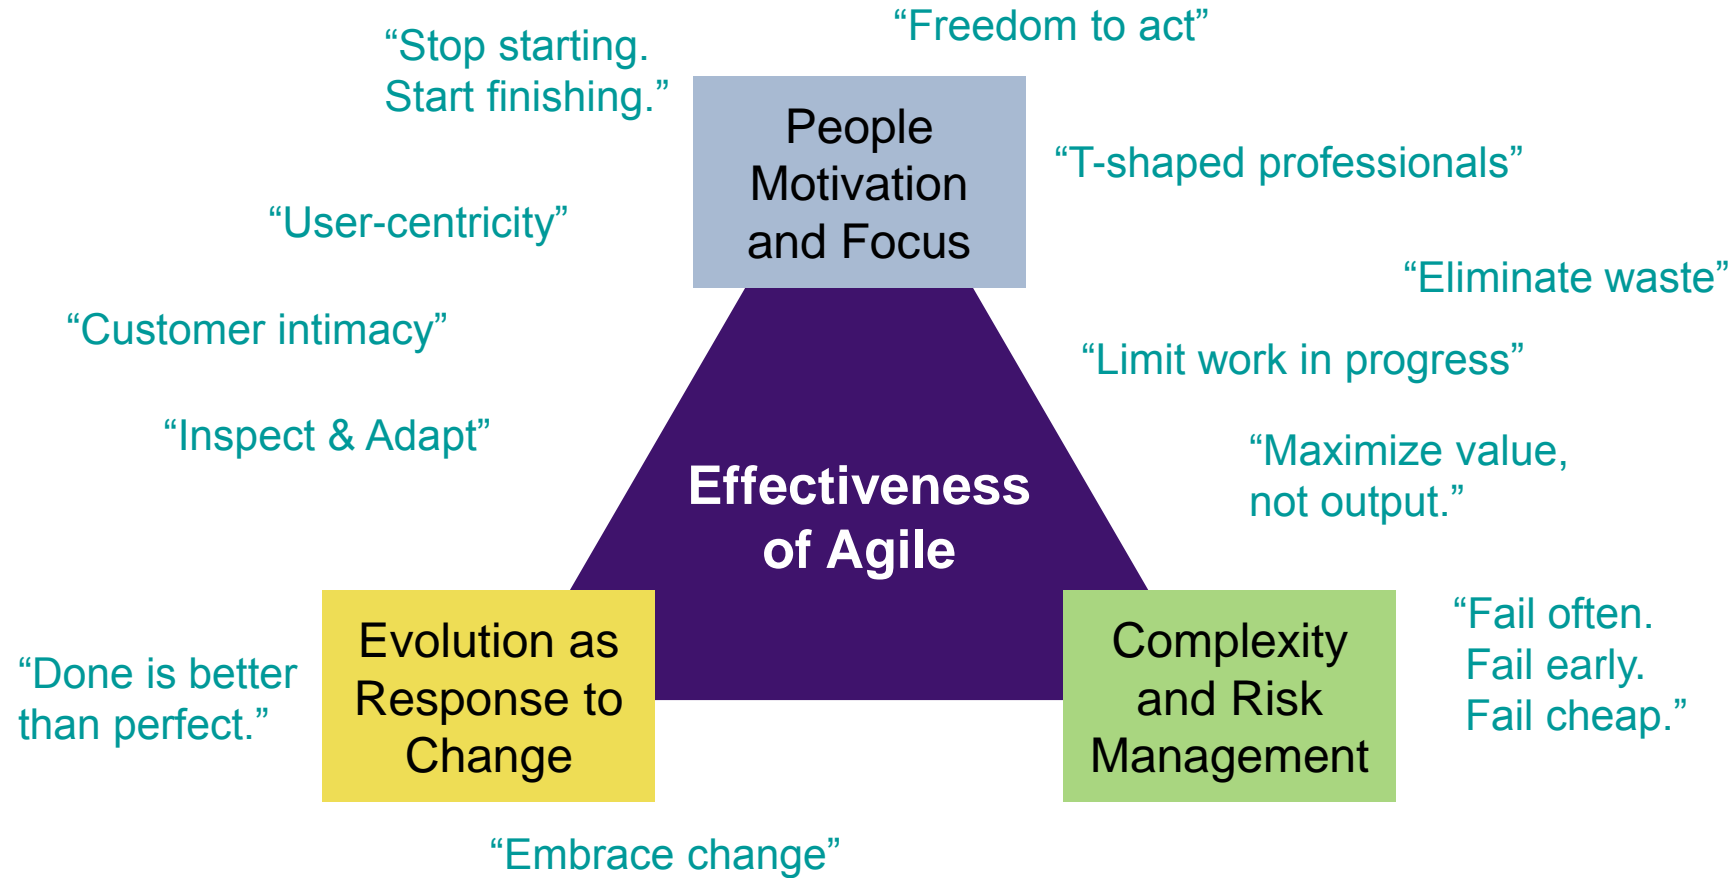 “Freedom to act”
“Stop starting.
Start finishing.”
People
Motivation
and Focus
“T-shaped professionals”
“User-centricity”
“Eliminate waste”
“Customer intimacy”
“Limit work in progress”
“Inspect & Adapt”
“Maximize value,
not output.”
Effectiveness
of Agile
Evolution as
Response to
Change
Complexity
and Risk
Management
“Fail often.
Fail early.
Fail cheap.”
“Done is better
than perfect.”
“Embrace change”